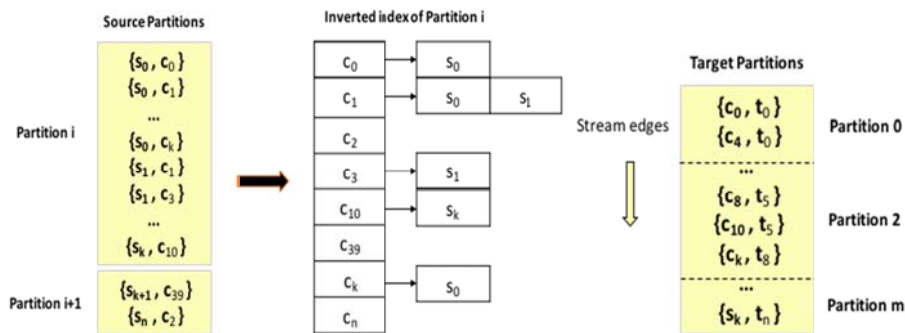 Source Partitions
Partition i
{s₀, c₀}
{s₀, c₁}
...
{s₀, cₖ}
{s₁, c₁}
{s₁, c₃}
...
{sₖ, c₁₀}
Partition i+1
{sₖ₊₁, c₃₉}
{sₙ, c₂}
Inverted index of Partition i
c₀ s₀
c₁ s₀ s₁
c₂
c₃ s₁
c₁₀ sₖ
c₃₉
cₖ s₀
cₙ
Stream edges
Target Partitions
{c₀, t₀}
{c₄, t₀}
Partition 0
...
{c₈, t₅}
{c₁₀, t₅}
{cₖ, t₈}
Partition 2
...
{sₖ, tₙ}
Partition m